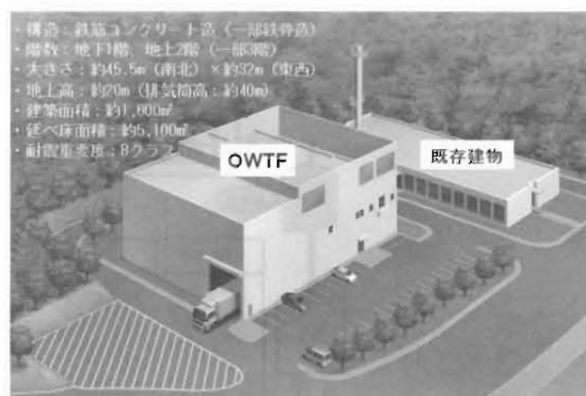 ・構造：鉄筋コンクリート造（一部鉄骨造）
・階数：地下1階、地上2階（一部3階）
・大きさ：約45.5m（南北）×約32m（東西）
・地上高：約20m（排気筒高：約40m）
・建築面積：約1,600㎡
・延べ床面積：約5,100㎡
・耐震重要度：Bクラス
OWTF
既存建物